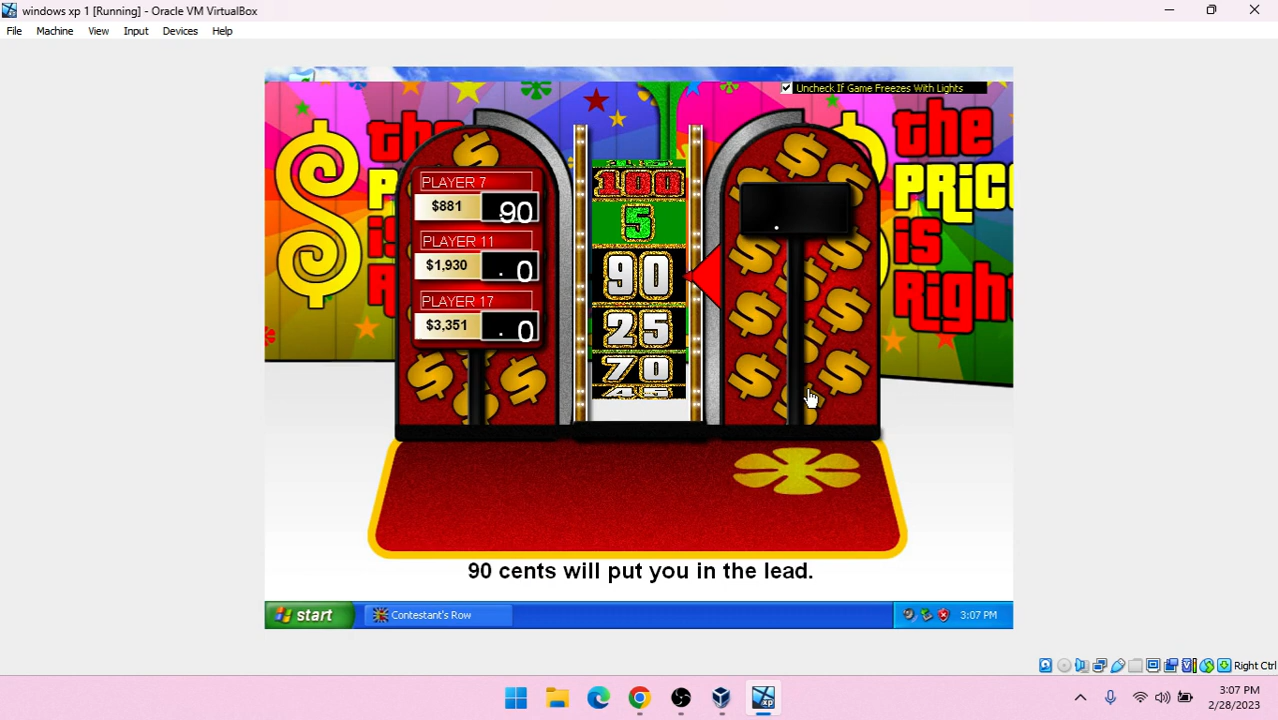 windows xp 1 [Running] - Oracle VM VirtualBox
File Machine View Input Devices Help
Uncheck If Game Freezes With Lights
the
PRICE
is
Right
PLAYER 7
$881 .90
PLAYER 11
$1,930 . 0
PLAYER 17
$3,351 . 0
100
5
90
25
70
45
.
90 cents will put you in the lead.
start Contestant's Row 3:07 PM
Right Ctrl
3:07 PM
2/28/2023